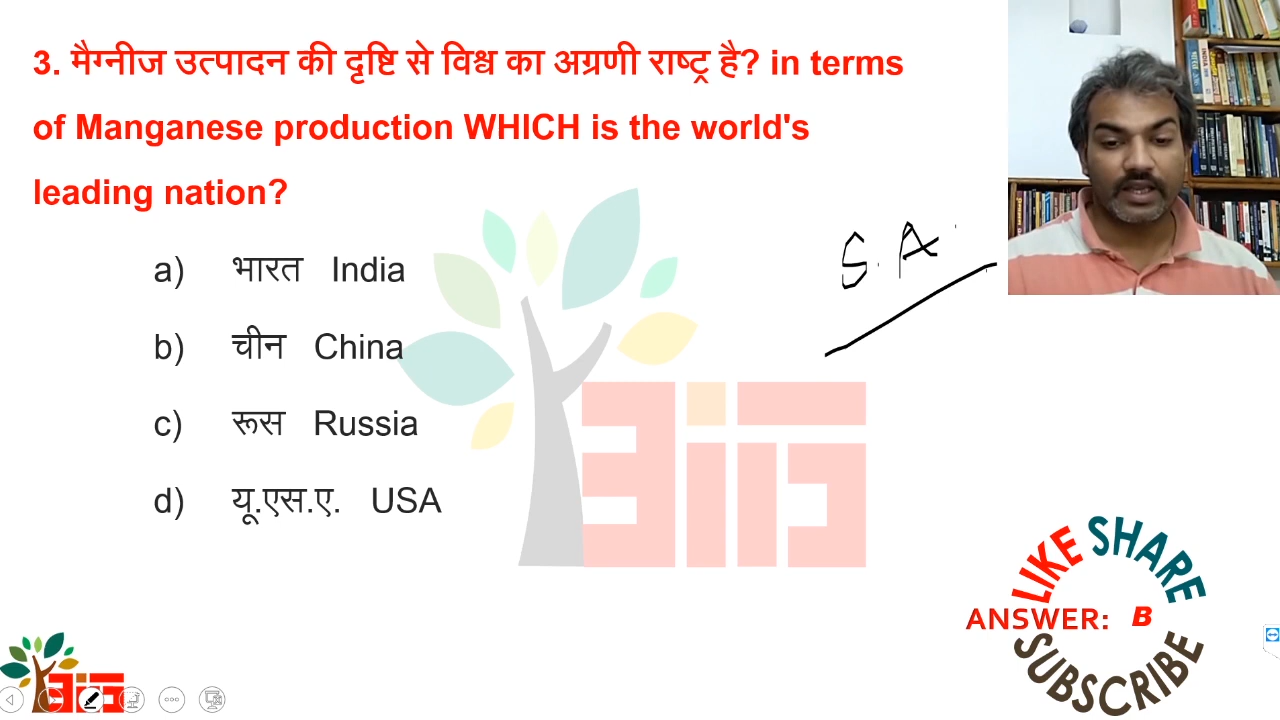 3. मैग्नीज उत्पादन की दृष्टि से विश्व का अग्रणी राष्ट्र है? in terms
of Manganese production WHICH is the world's
leading nation?
a) भारत India
S. A
b) चीन China
c) रूस Russia
d) यू.एस.ए. USA
LIKE SHARE
ANSWER: B
SUBSCRIBE